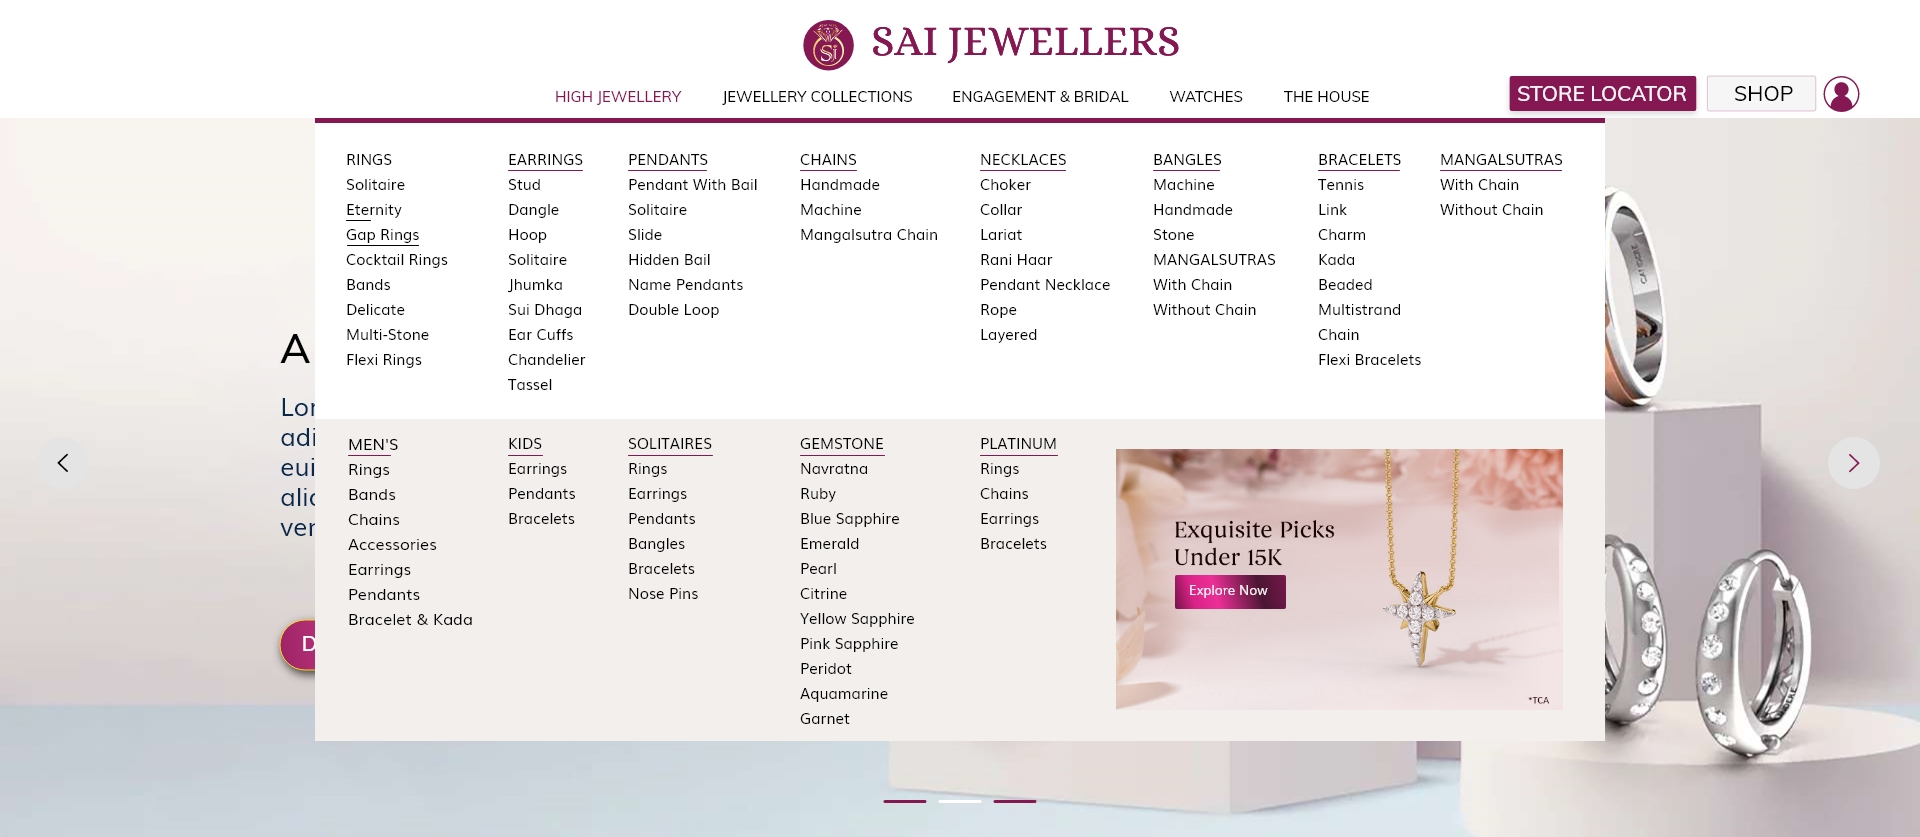 Sj SAI JEWELLERS
HIGH JEWELLERY JEWELLERY COLLECTIONS ENGAGEMENT & BRIDAL WATCHES THE HOUSE STORE LOCATOR SHOP
RINGS
Solitaire
Eternity
Gap Rings
Cocktail Rings
Bands
Delicate
Multi-Stone
Flexi Rings
EARRINGS
Stud
Dangle
Hoop
Solitaire
Jhumka
Sui Dhaga
Ear Cuffs
Chandelier
Tassel
PENDANTS
Pendant With Bail
Solitaire
Slide
Hidden Bail
Name Pendants
Double Loop
CHAINS
Handmade
Machine
Mangalsutra Chain
NECKLACES
Choker
Collar
Lariat
Rani Haar
Pendant Necklace
Rope
Layered
BANGLES
Machine
Handmade
Stone
MANGALSUTRAS
With Chain
Without Chain
BRACELETS
Tennis
Link
Charm
Kada
Beaded
Multistrand
Chain
Flexi Bracelets
MANGALSUTRAS
With Chain
Without Chain
A
Lor
adi
eui
ali
ver
D
MEN'S
Rings
Bands
Chains
Accessories
Earrings
Pendants
Bracelet & Kada
KIDS
Earrings
Pendants
Bracelets
SOLITAIRES
Rings
Earrings
Pendants
Bangles
Bracelets
Nose Pins
GEMSTONE
Navratna
Ruby
Blue Sapphire
Emerald
Pearl
Citrine
Yellow Sapphire
Pink Sapphire
Peridot
Aquamarine
Garnet
PLATINUM
Rings
Chains
Earrings
Bracelets
Exquisite Picks
Under 15K
Explore Now
*TCA